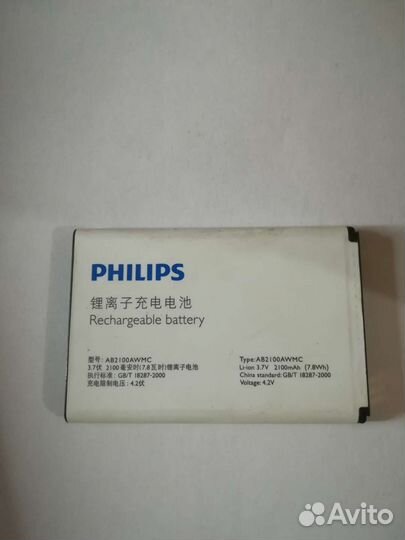 PHILIPS
锂离子充电电池
Rechargeable battery
型号: AB2100AWMC
3.7伏 2100毫安时(7.8瓦时)锂离子电池
执行标准: GB/T 18287-2000
充电限制电压: 4.2伏
Type: AB2100AWMC
Li-ion 3.7V 2100mAh (7.8Wh)
China standard: GB/T 18287-2000
Voltage: 4.2V
Avito